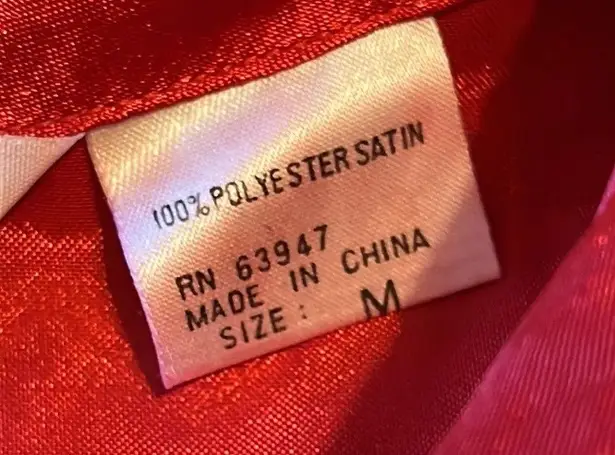 100% POLYESTER SATIN
RN 63947
MADE IN CHINA
SIZE : M